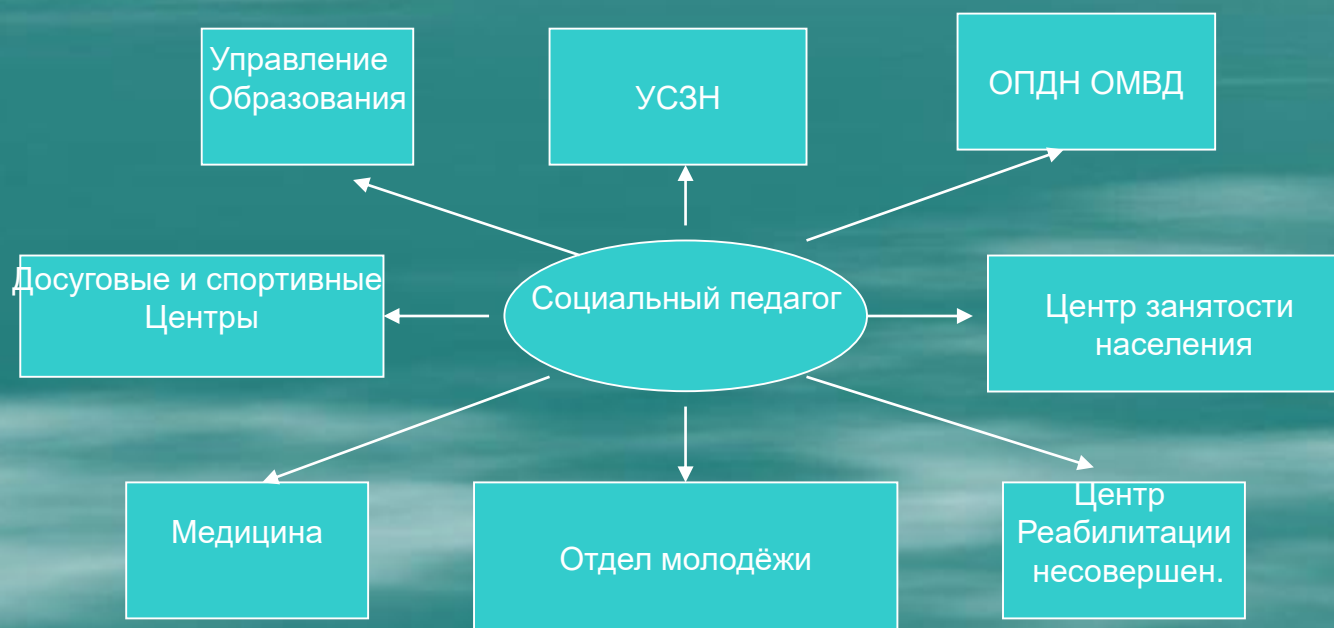 Управление
Образования
УСЗН
ОПДН ОМВД
Досуговые и спортивные
Центры
Социальный педагог
Центр занятости
населения
Медицина
Отдел молодёжи
Центр
Реабилитации
несовершен.